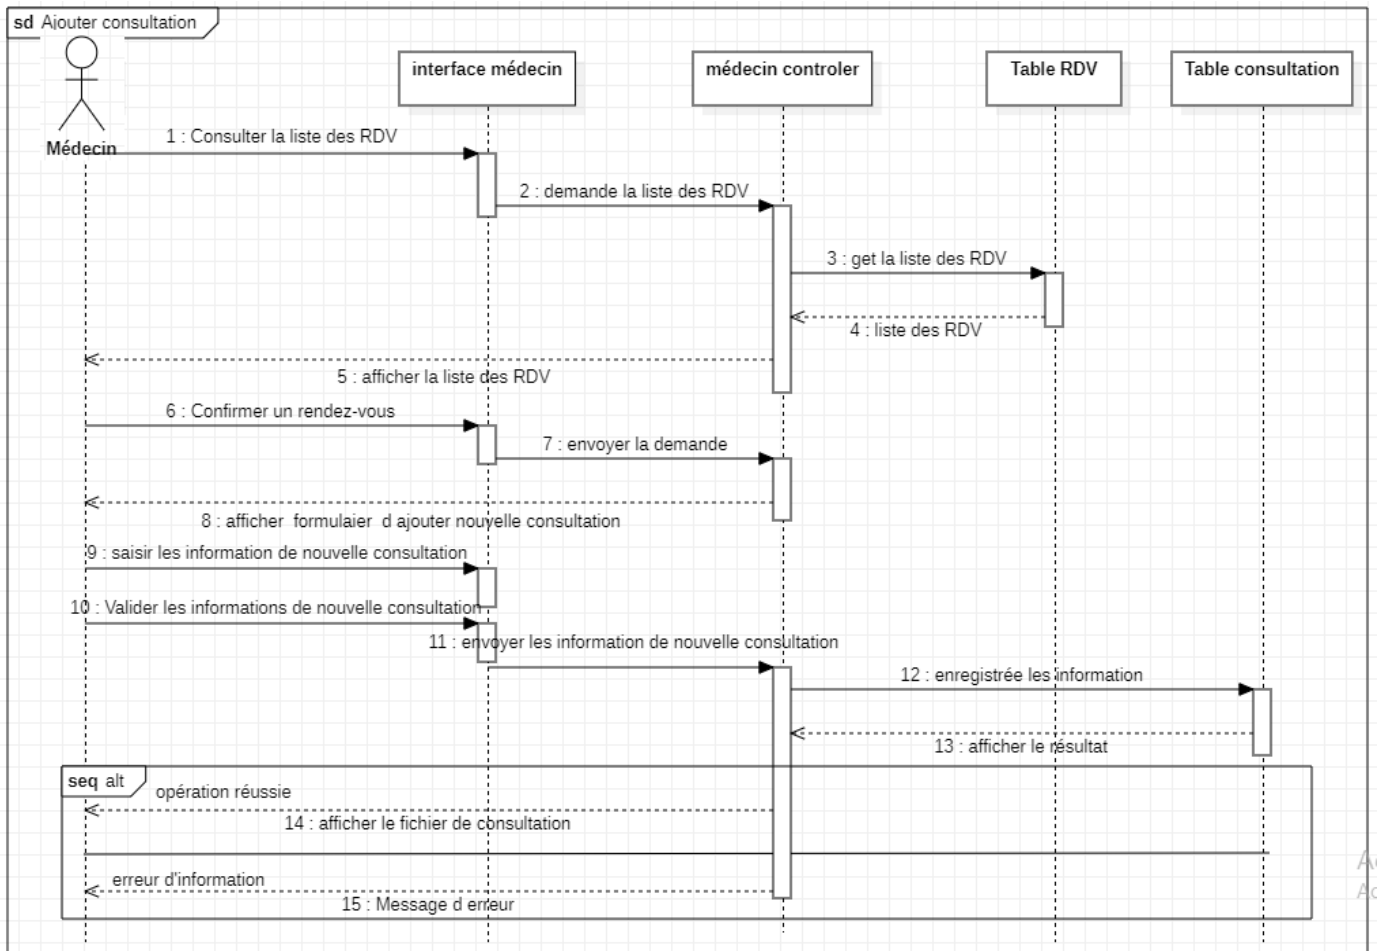 sd Ajouter consultation
interface médecin
médecin controler
Table RDV
Table consultation
Médecin
1 : Consulter la liste des RDV
2 : demande la liste des RDV
3 : get la liste des RDV
4 : liste des RDV
5 : afficher la liste des RDV
6 : Confirmer un rendez-vous
7 : envoyer la demande
8 : afficher formulaier d ajouter nouvelle consultation
9 : saisir les information de nouvelle consultation
10 : Valider les informations de nouvelle consultation
11 : envoyer les information de nouvelle consultation
12 : enregistrée les information
13 : afficher le résultat
seq alt
opération réussie
14 : afficher le fichier de consultation
erreur d'information
15 : Message d erreur